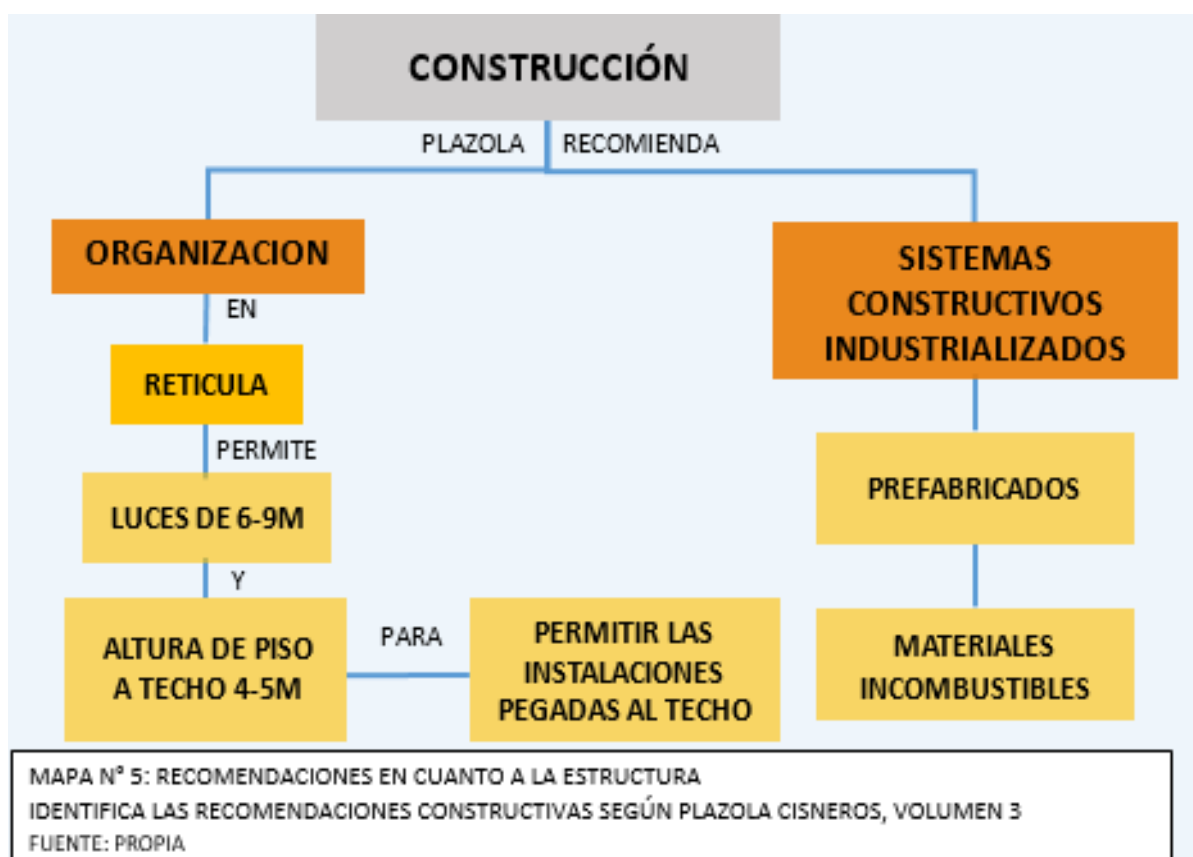 CONSTRUCCIÓN
PLAZOLA RECOMIENDA
ORGANIZACION
EN
RETICULA
PERMITE
LUCES DE 6-9M
Y
ALTURA DE PISO
A TECHO 4-5M
PARA
PERMITIR LAS
INSTALACIONES
PEGADAS AL TECHO
SISTEMAS
CONSTRUCTIVOS
INDUSTRIALIZADOS
PREFABRICADOS
MATERIALES
INCOMBUSTIBLES
MAPA N° 5: RECOMENDACIONES EN CUANTO A LA ESTRUCTURA
IDENTIFICA LAS RECOMENDACIONES CONSTRUCTIVAS SEGÚN PLAZOLA CISNEROS, VOLUMEN 3
FUENTE: PROPIA